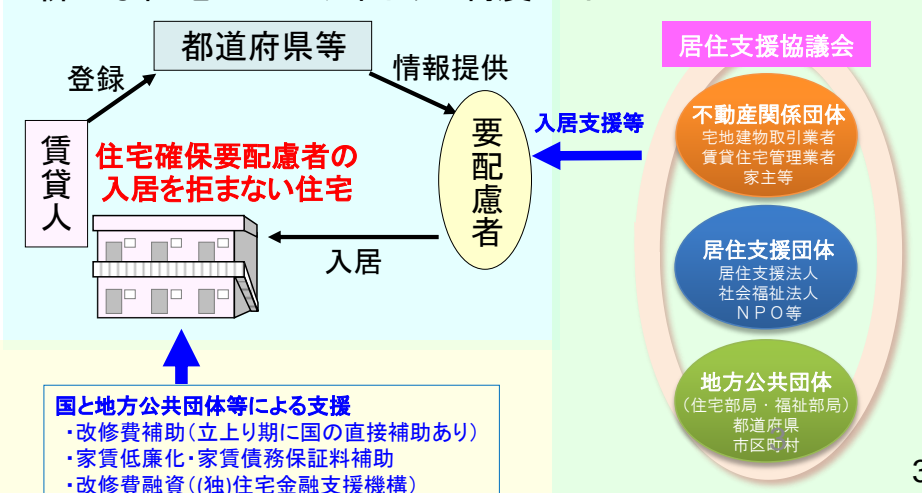 都道府県等
登録
情報提供
賃貸人
住宅確保要配慮者の
入居を拒まない住宅
要配慮者
入居
入居支援等
居住支援協議会
不動産関係団体
宅地建物取引業者
賃貸住宅管理業者
家主等
居住支援団体
居住支援法人
社会福祉法人
ＮＰＯ等
地方公共団体
（住宅部局・福祉部局）
都道府県
市区町村
国と地方公共団体等による支援
・改修費補助（立上り期に国の直接補助あり）
・家賃低廉化・家賃債務保証料補助
・改修費融資（(独)住宅金融支援機構）
3
3